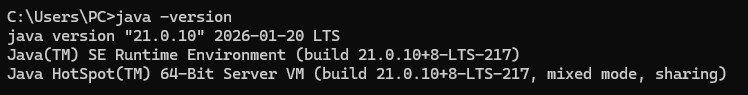 C:\Users\PC>java -version
java version "21.0.10" 2026-01-20 LTS
Java(TM) SE Runtime Environment (build 21.0.10+8-LTS-217)
Java HotSpot(TM) 64-Bit Server VM (build 21.0.10+8-LTS-217, mixed mode, sharing)